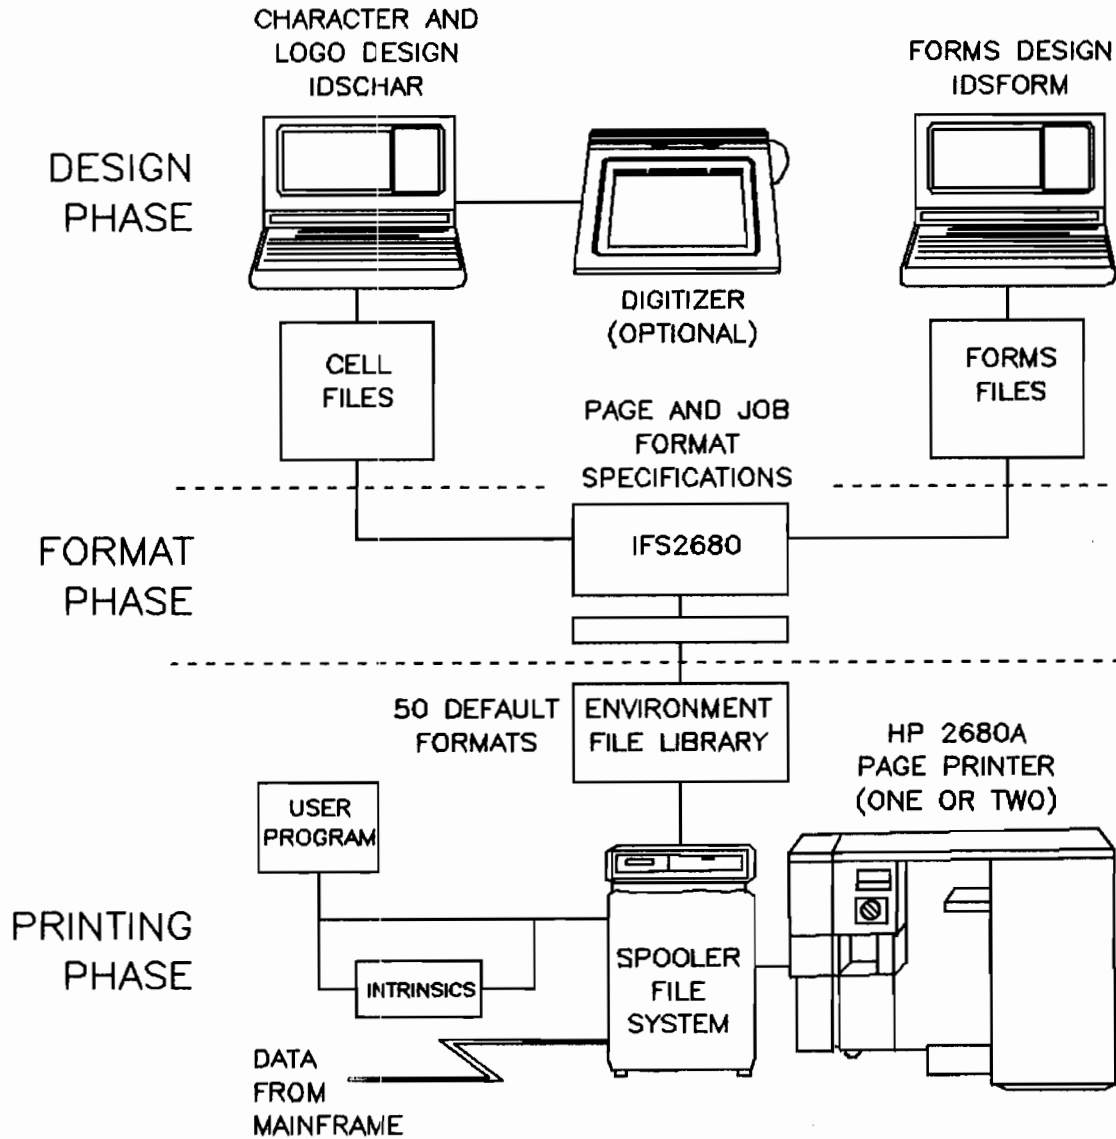 CHARACTER AND
LOGO DESIGN
IDSCHAR
FORMS DESIGN
IDSFORM
DESIGN
PHASE
DIGITIZER
(OPTIONAL)
CELL
FILES
FORMS
FILES
PAGE AND JOB
FORMAT
SPECIFICATIONS
FORMAT
PHASE
IFS2680
50 DEFAULT
FORMATS
ENVIRONMENT
FILE LIBRARY
HP 2680A
PAGE PRINTER
(ONE OR TWO)
USER
PROGRAM
PRINTING
PHASE
INTRINSICS
SPOOLER
FILE
SYSTEM
DATA
FROM
MAINFRAME